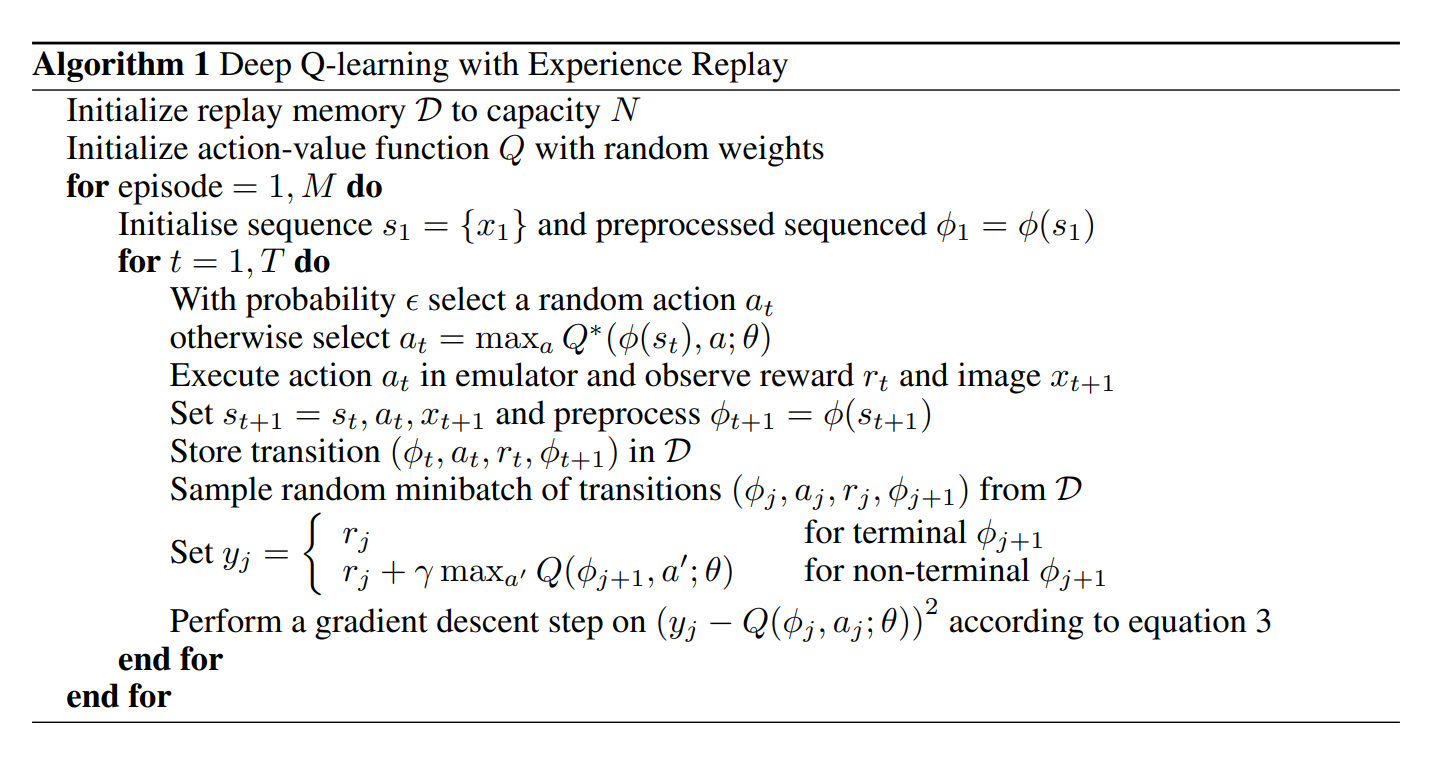 Algorithm 1 Deep Q-learning with Experience Replay
Initialize replay memory 𝒟 to capacity N
Initialize action-value function Q with random weights
for episode = 1, M do
Initialise sequence s₁ = {x₁} and preprocessed sequenced ϕ₁ = ϕ(s₁)
for t = 1, T do
With probability ϵ select a random action aₜ
otherwise select aₜ = maxₐ Q*(ϕ(sₜ), a; θ)
Execute action aₜ in emulator and observe reward rₜ and image xₜ₊₁
Set sₜ₊₁ = sₜ, aₜ, xₜ₊₁ and preprocess ϕₜ₊₁ = ϕ(sₜ₊₁)
Store transition (ϕₜ, aₜ, rₜ, ϕₜ₊₁) in 𝒟
Sample random minibatch of transitions (ϕⱼ, aⱼ, rⱼ, ϕⱼ₊₁) from 𝒟
Set yⱼ = { rⱼ for terminal ϕⱼ₊₁
rⱼ + γ maxₐ′ Q(ϕⱼ₊₁, a′; θ) for non-terminal ϕⱼ₊₁
Perform a gradient descent step on (yⱼ − Q(ϕⱼ, aⱼ; θ))² according to equation 3
end for
end for